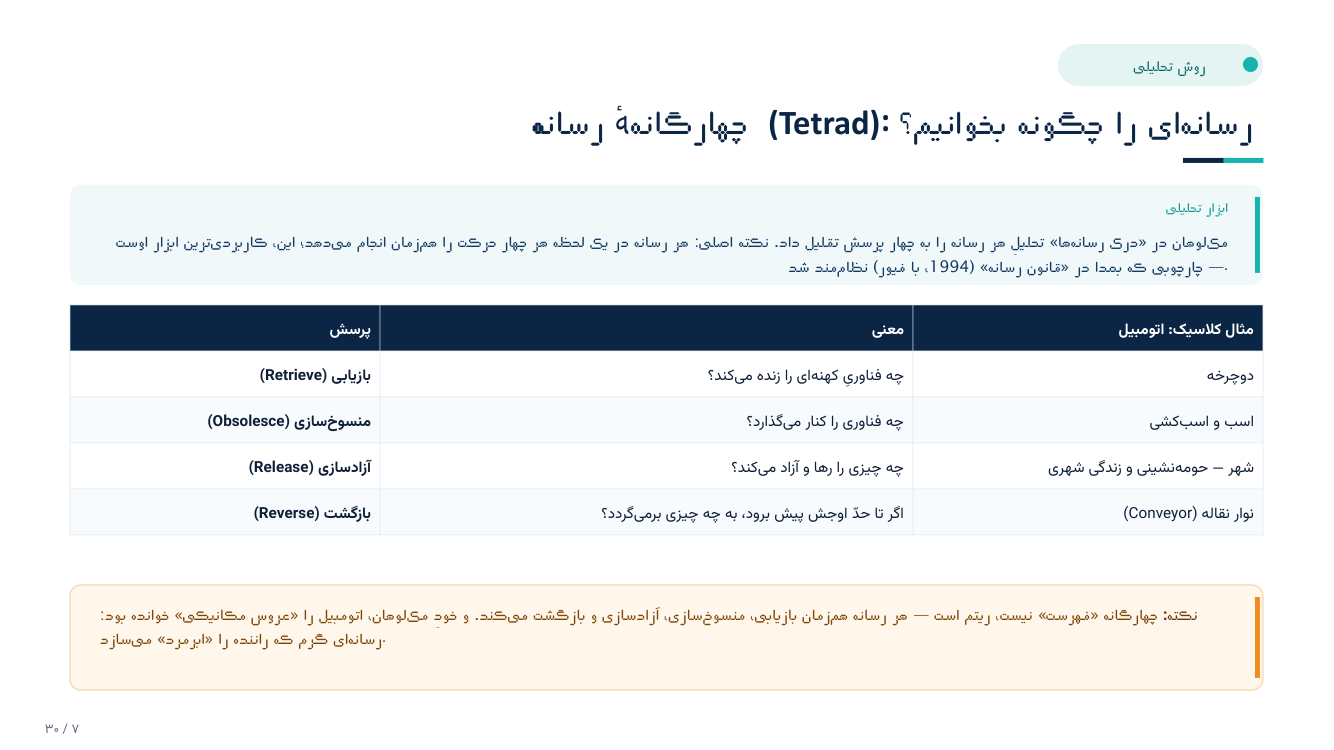 روش تحلیلی
چهارگانهٔ رسانه (Tetrad): رسانه‌ای را چگونه بخوانیم؟
ابزار تحلیلی
مک‌لوهان در «درک رسانه‌ها» تحلیلِ هر رسانه را به چهار پرسش تقلیل داد. نکته اصلی: هر رسانه در یک لحظه هر چهار حرکت را هم‌زمان انجام می‌دهد؛ این، کاربردی‌ترین ابزار اوست
— چارچوبی که بعدا در «قانون رسانه» (1994، با فیور) نظام‌مند شد.
مثال کلاسیک: اتومبیل	معنی	پرسش
دوچرخه	چه فناوریِ کهنه‌ای را زنده می‌کند؟	بازیابی (Retrieve)
اسب و اسب‌کشی	چه فناوری را کنار می‌گذارد؟	منسوخ‌سازی (Obsolesce)
شهر – حومه‌نشینی و زندگی شهری	چه چیزی را رها و آزاد می‌کند؟	آزادسازی (Release)
نوار نقاله (Conveyor)	اگر تا حدّ اوجش پیش برود، به چه چیزی برمی‌گردد؟	بازگشت (Reverse)
نکته: چهارگانه «فهرست» نیست، ریتم است — هر رسانه هم‌زمان بازیابی، منسوخ‌سازی، آزادسازی و بازگشت می‌کند. و خودِ مک‌لوهان، اتومبیل را «عروس مکانیکی» خوانده بود:
رسانه‌ای گرم که راننده را «ابرمرد» می‌سازد.
۷ / ۳۰